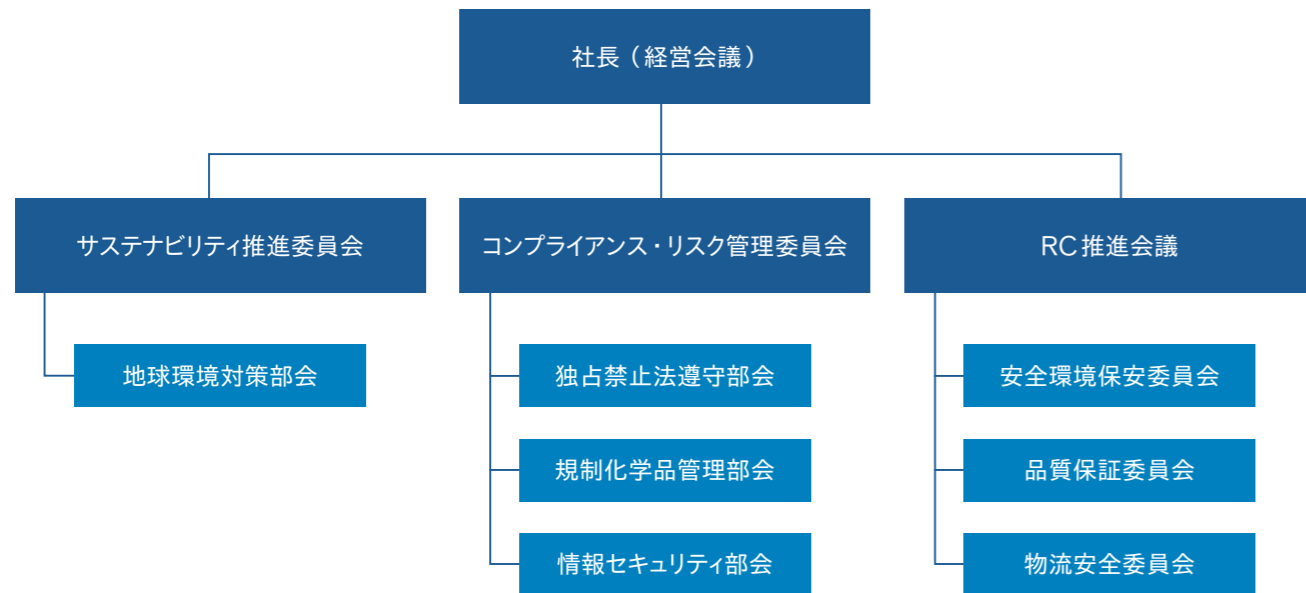 社長（経営会議）
サステナビリティ推進委員会
コンプライアンス・リスク管理委員会
RC推進会議
地球環境対策部会
独占禁止法遵守部会
安全環境保安委員会
規制化学品管理部会
品質保証委員会
情報セキュリティ部会
物流安全委員会